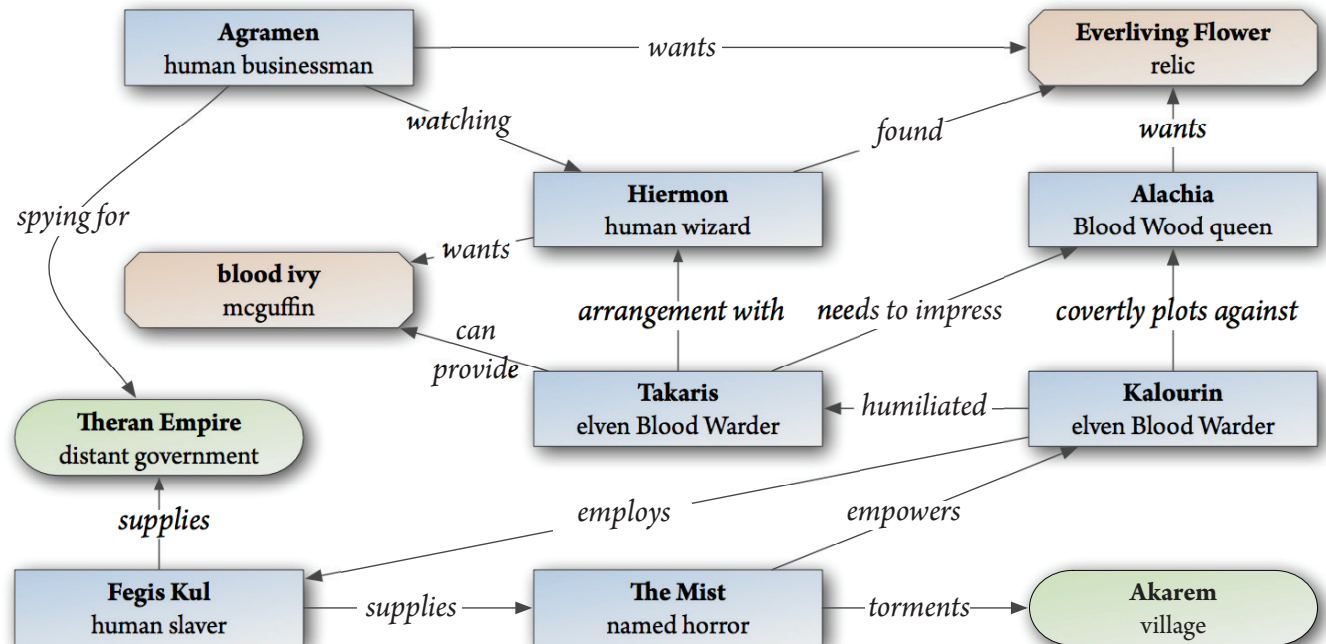 Agramen
human businessman
wants
Everliving Flower
relic
watching
found
wants
spying for
Hiermon
human wizard
Alachia
Blood Wood queen
wants
blood ivy
mcguffin
arrangement with
needs to impress
covertly plots against
can
provide
Takaris
elven Blood Warder
humiliated
Kalourin
elven Blood Warder
Theran Empire
distant government
supplies
employs
empowers
Fegis Kul
human slaver
supplies
The Mist
named horror
torments
Akarem
village